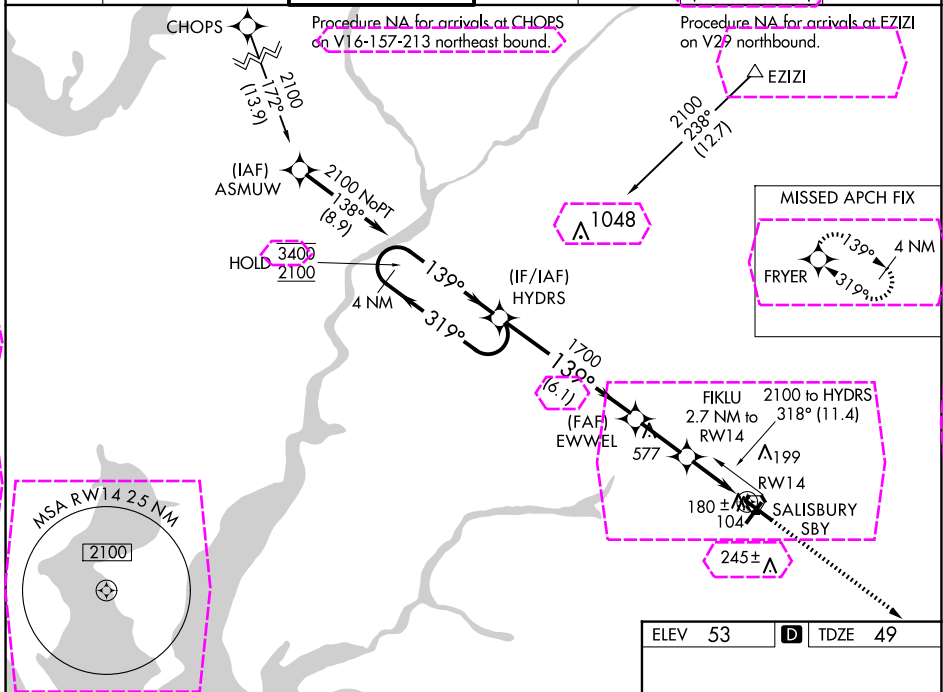 CHOPS
Procedure NA for arrivals at CHOPS
on V16-157-213 northeast bound.
Procedure NA for arrivals at EZIZI
on V29 northbound.
EZIZI
2100
172°
(13.9)
2100
238°
(12.7)
(IAF)
ASMUW
2100 NoPT
138°
(8.9)
1048
MISSED APCH FIX
139°
4 NM
FRYER
319°
HOLD
3400
2100
4 NM
139°
319°
(IF/IAF)
HYDRS
1700
139°
(6.1)
(FAF)
EWWEL
577
FIKLU
2.7 NM to
RW14
2100 to HYDRS
318° (11.4)
199
RW14
180 ±
104
SALISBURY
SBY
245±
MSA RW14 25 NM
2100
ELEV 53
D
TDZE 49